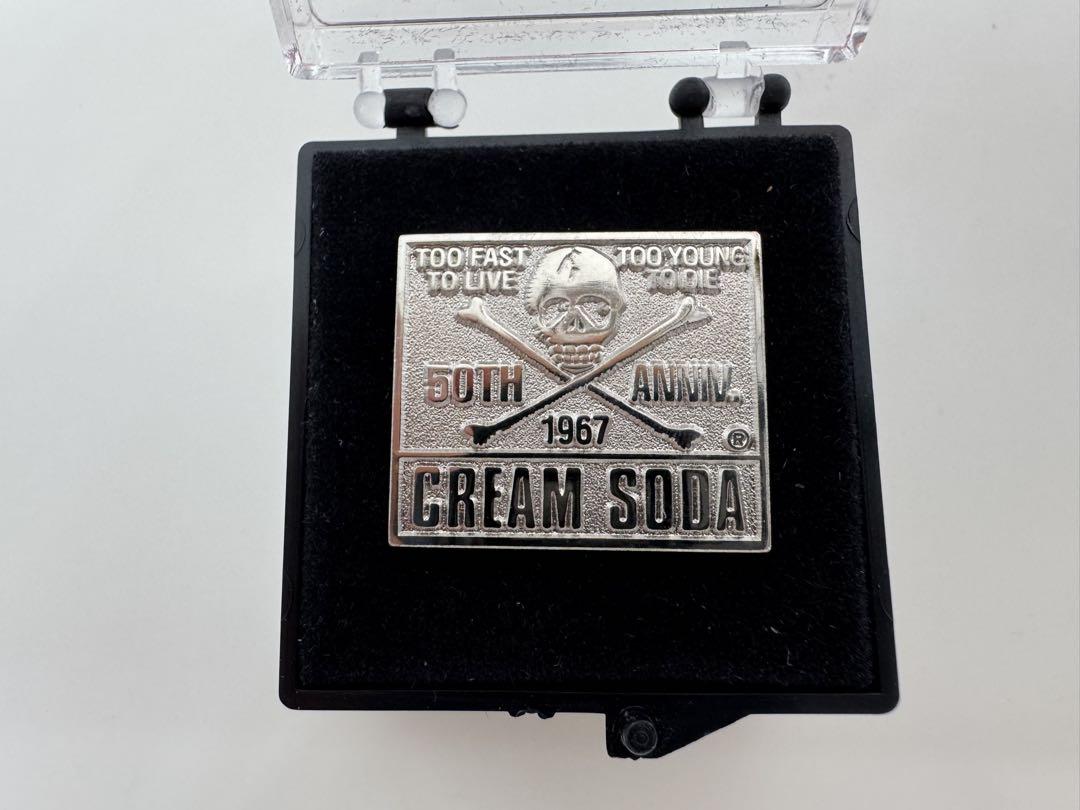 TOO FAST TOO YOUNG
TO LIVE TO DIE
50TH ANNIV.
1967 ®
CREAM SODA